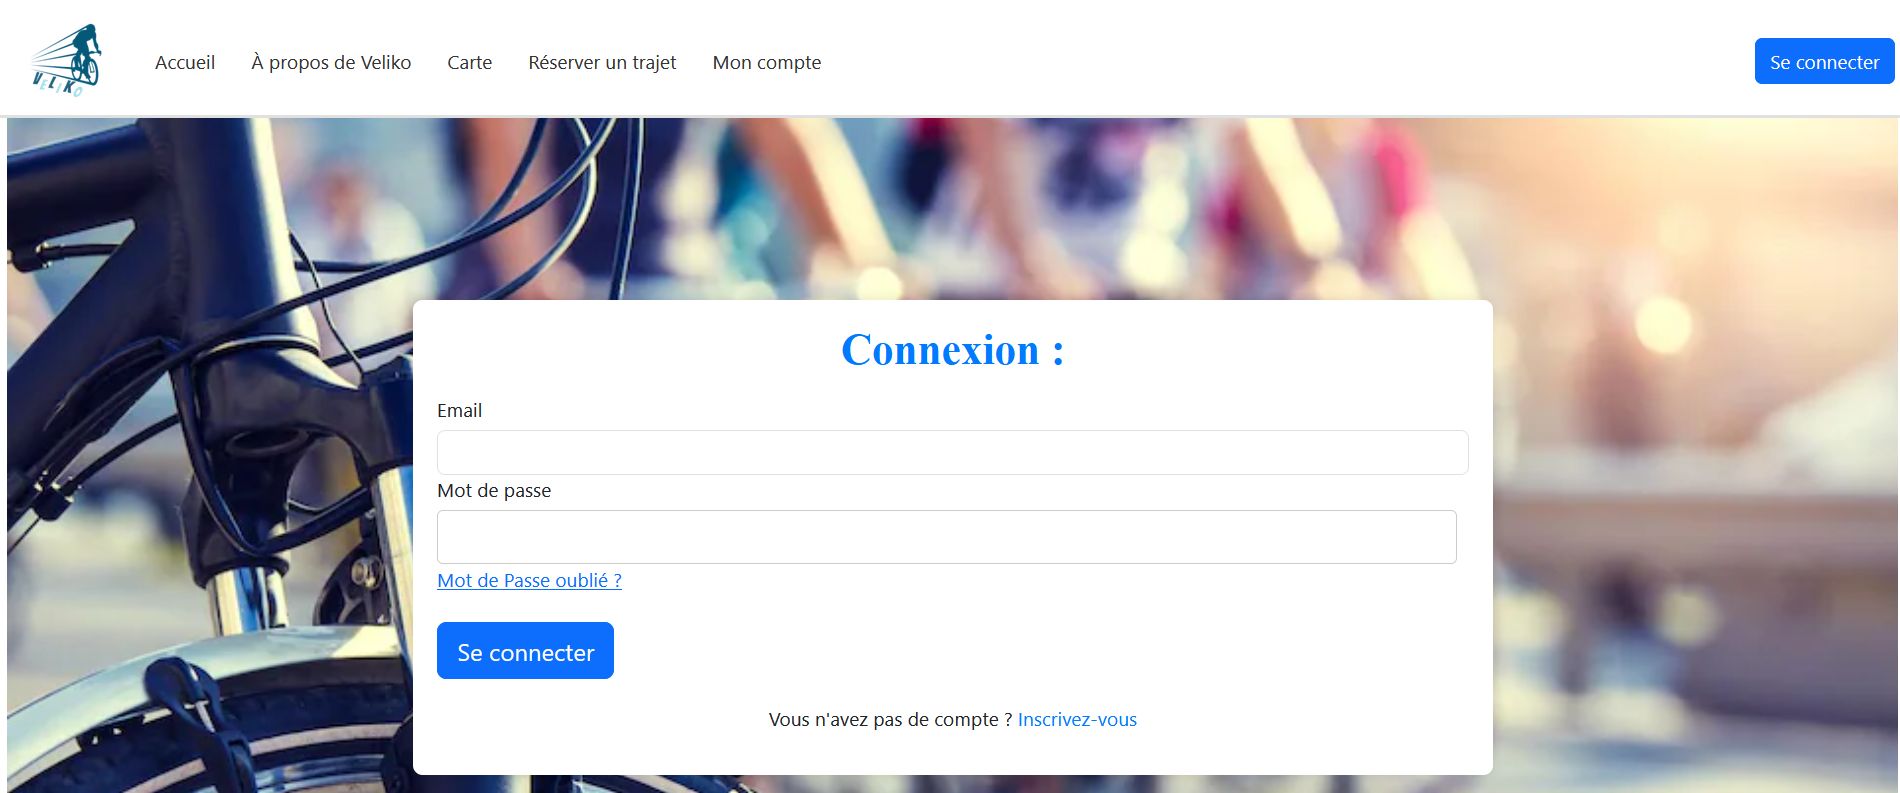 VELIKO
Accueil À propos de Veliko Carte Réserver un trajet Mon compte Se connecter
Connexion :
Email
Mot de passe
Mot de Passe oublié ?
Se connecter
Vous n'avez pas de compte ? Inscrivez-vous